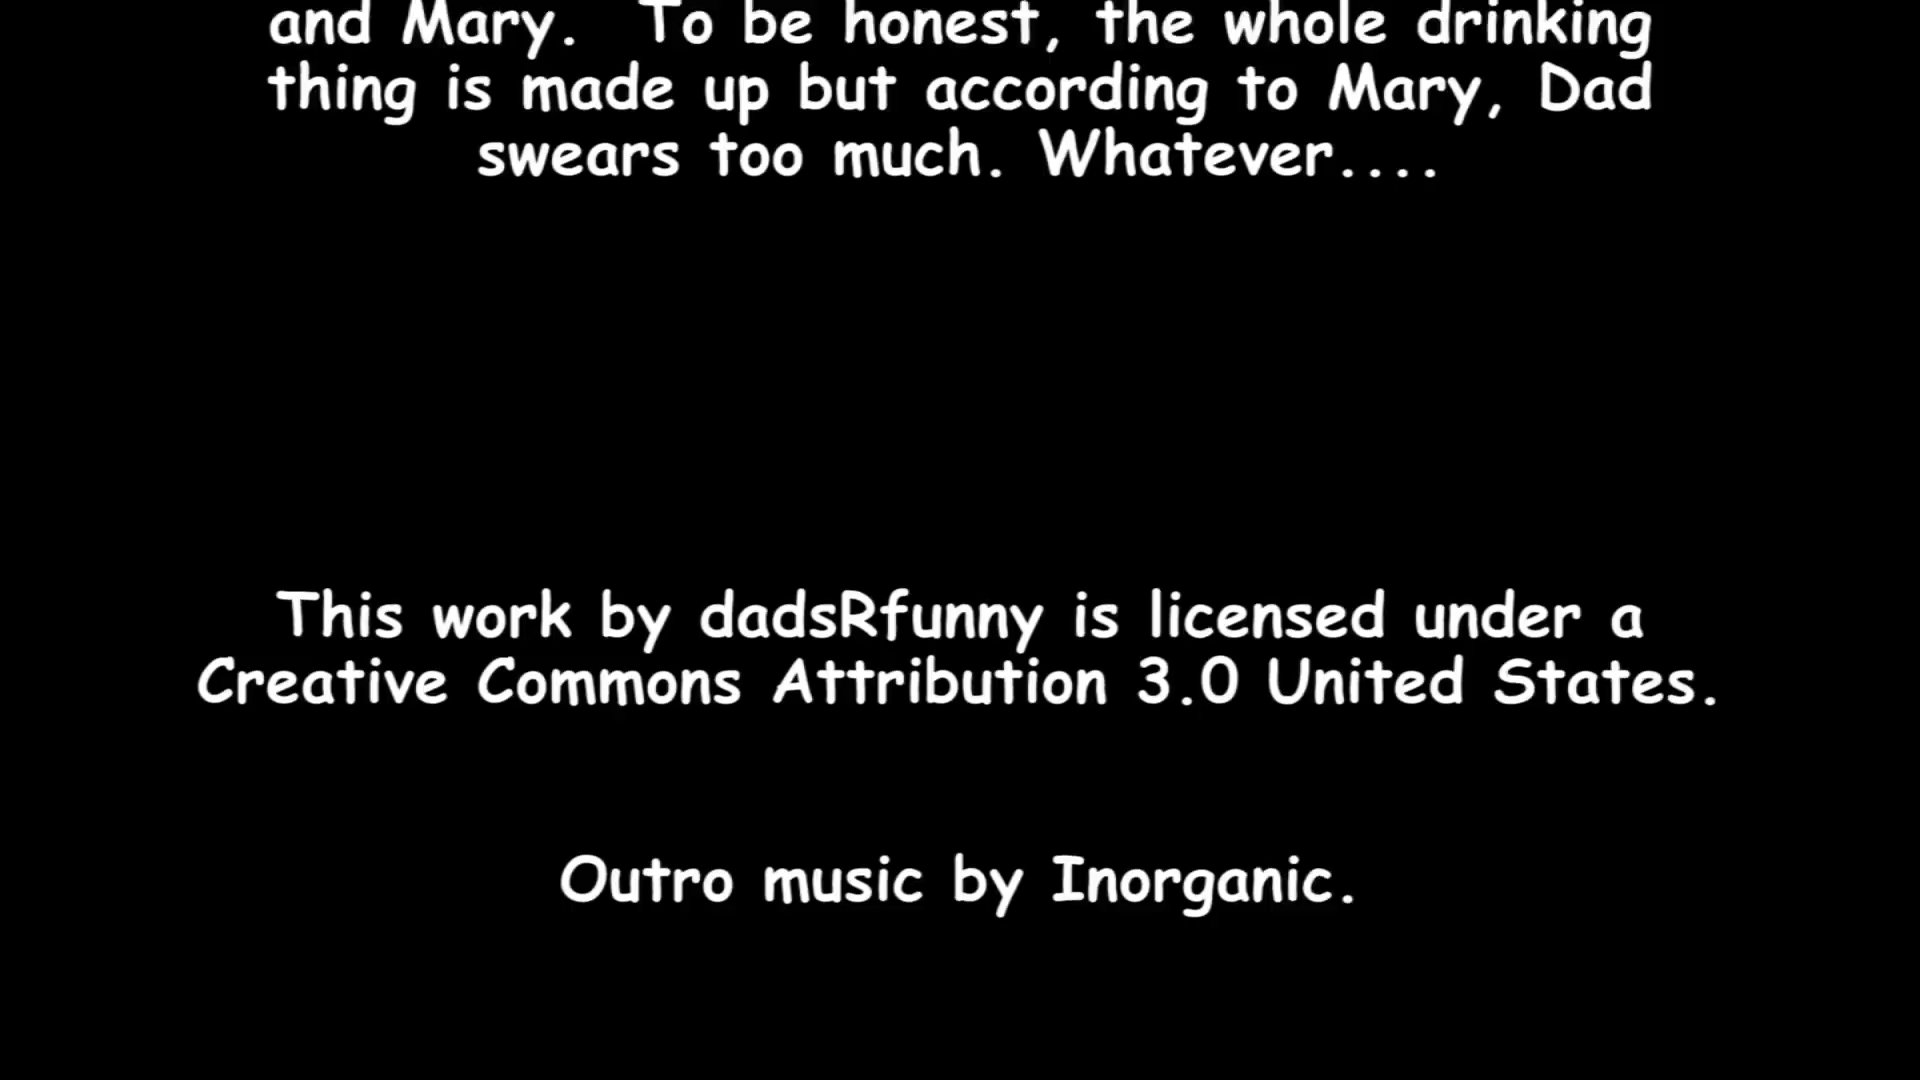 and Mary.  To be honest, the whole drinking
thing is made up but according to Mary, Dad
swears too much. Whatever....
This work by dadsRfunny is licensed under a
Creative Commons Attribution 3.0 United States.
Outro music by Inorganic.